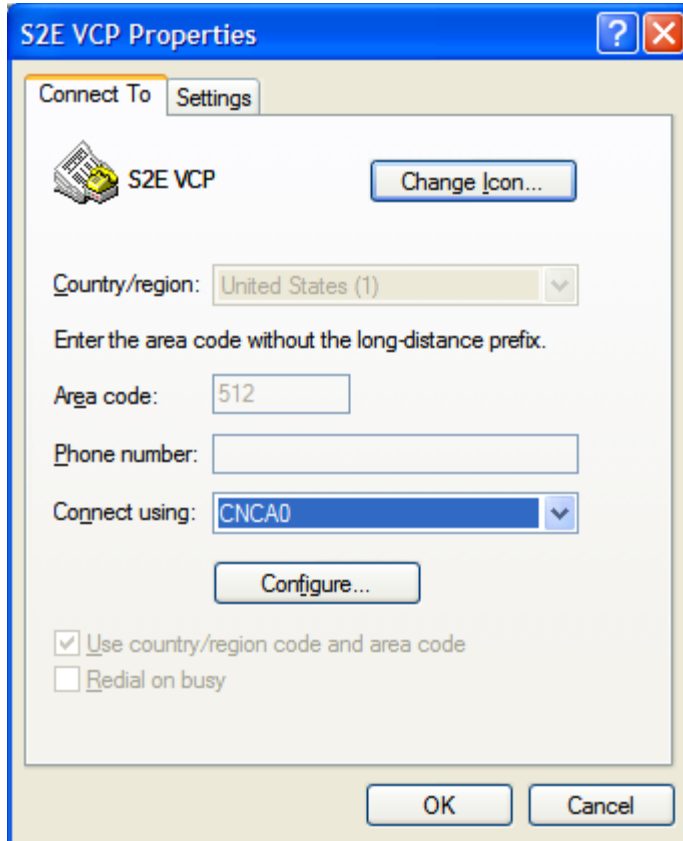 S2E VCP Properties
Connect To Settings
S2E VCP Change Icon...
Country/region: United States (1)
Enter the area code without the long-distance prefix.
Area code: 512
Phone number:
Connect using: CNCA0
Configure...
Use country/region code and area code
Redial on busy
OK Cancel